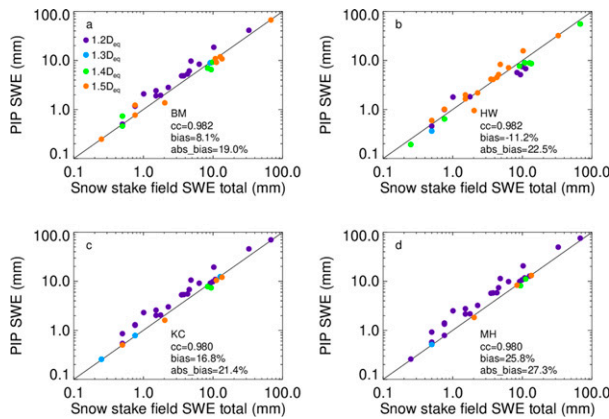 a
1.2Deq
1.3Deq
1.4Deq
1.5Deq
100.0
10.0
1.0
0.1
PIP SWE (mm)
BM
cc=0.982
bias=8.1%
abs_bias=19.0%
0.1 1.0 10.0 100.0
Snow stake field SWE total (mm)
b
100.0
10.0
1.0
0.1
PIP SWE (mm)
HW
cc=0.982
bias=-11.2%
abs_bias=22.5%
0.1 1.0 10.0 100.0
Snow stake field SWE total (mm)
c
100.0
10.0
1.0
0.1
PIP SWE (mm)
KC
cc=0.980
bias=16.8%
abs_bias=21.4%
0.1 1.0 10.0 100.0
Snow stake field SWE total (mm)
d
100.0
10.0
1.0
0.1
PIP SWE (mm)
MH
cc=0.980
bias=25.8%
abs_bias=27.3%
0.1 1.0 10.0 100.0
Snow stake field SWE total (mm)